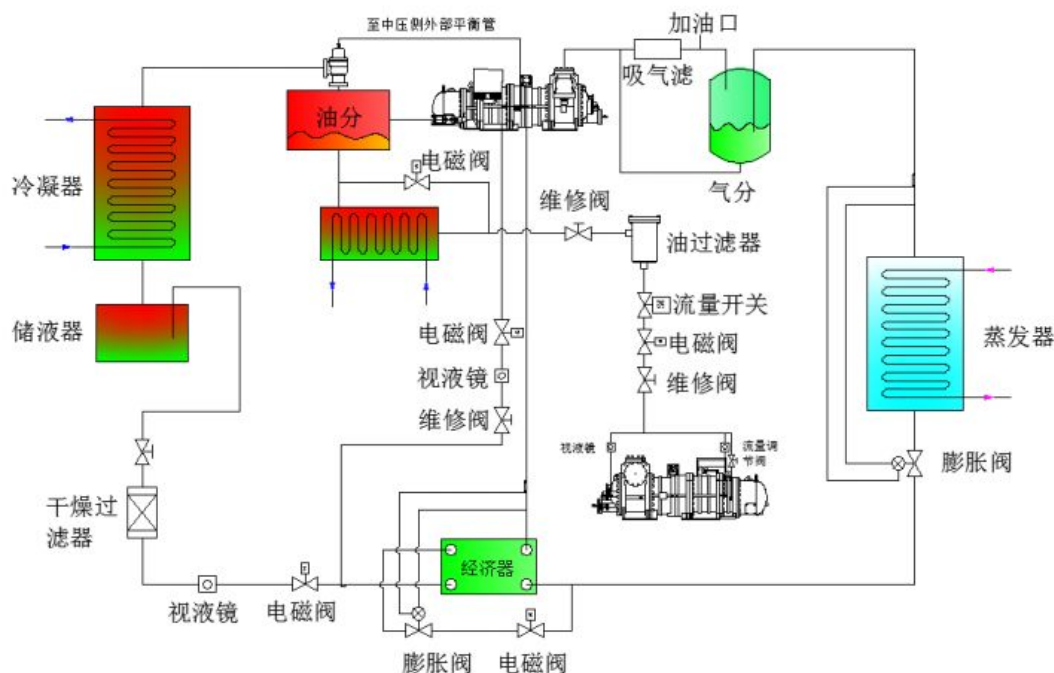 至中压侧外部平衡管
加油口
吸气滤
油分
电磁阀
气分
冷凝器
维修阀
油过滤器
储液器
流量开关
电磁阀
电磁阀
蒸发器
视液镜
维修阀
维修阀
视液镜
流量调
节阀
膨胀阀
干燥过
滤器
经济器
视液镜
电磁阀
膨胀阀
电磁阀